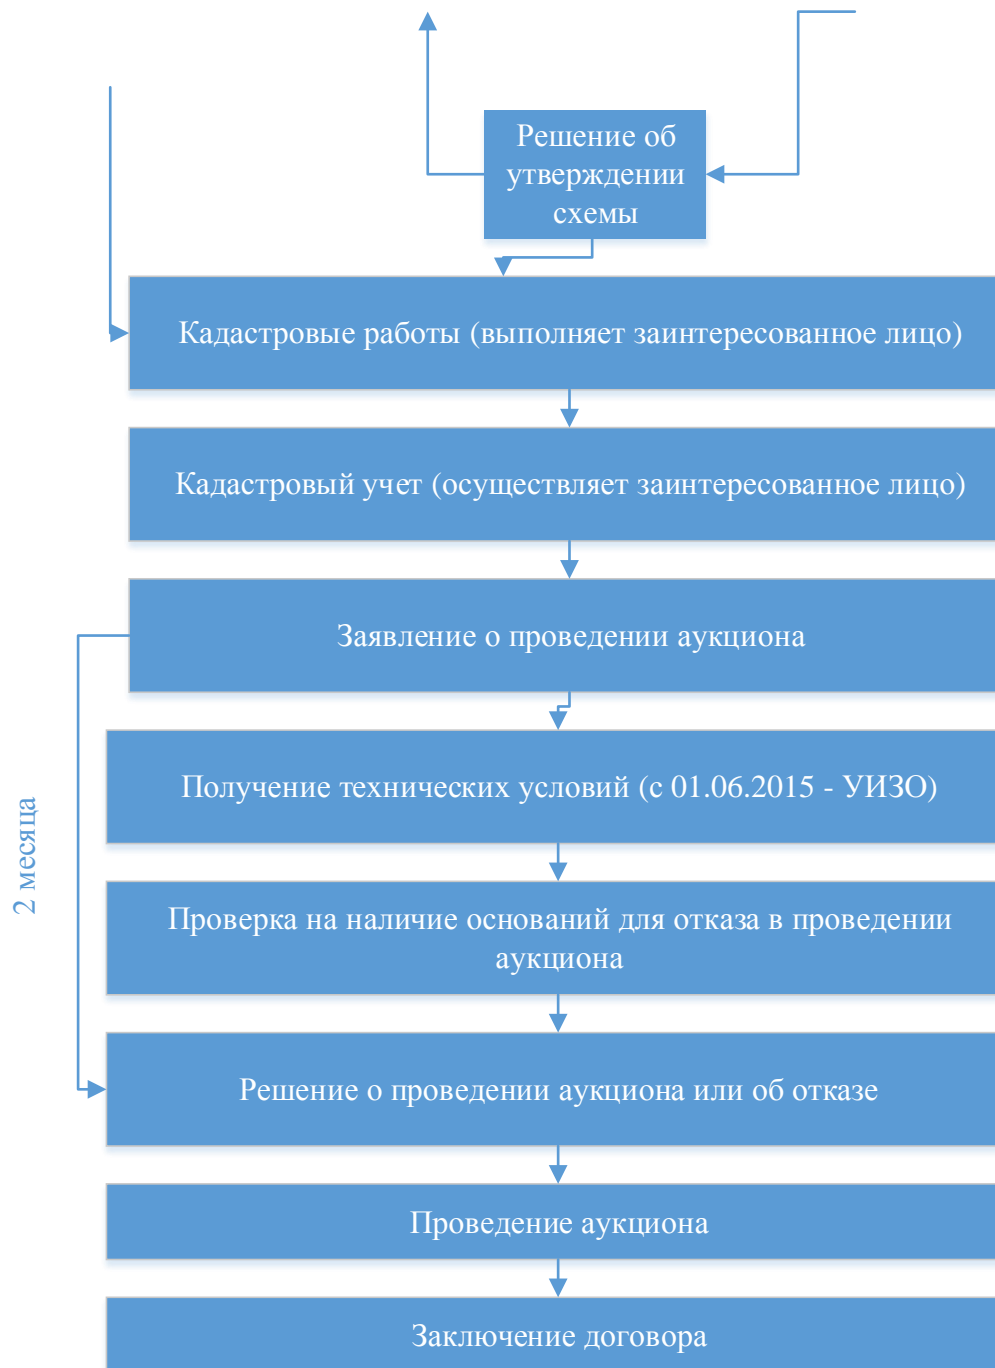 Решение об
утверждении
схемы
Кадастровые работы (выполняет заинтересованное лицо)
Кадастровый учет (осуществляет заинтересованное лицо)
Заявление о проведении аукциона
Получение технических условий (с 01.06.2015 - УИЗО)
2 месяца
Проверка на наличие оснований для отказа в проведении
аукциона
Решение о проведении аукциона или об отказе
Проведение аукциона
Заключение договора